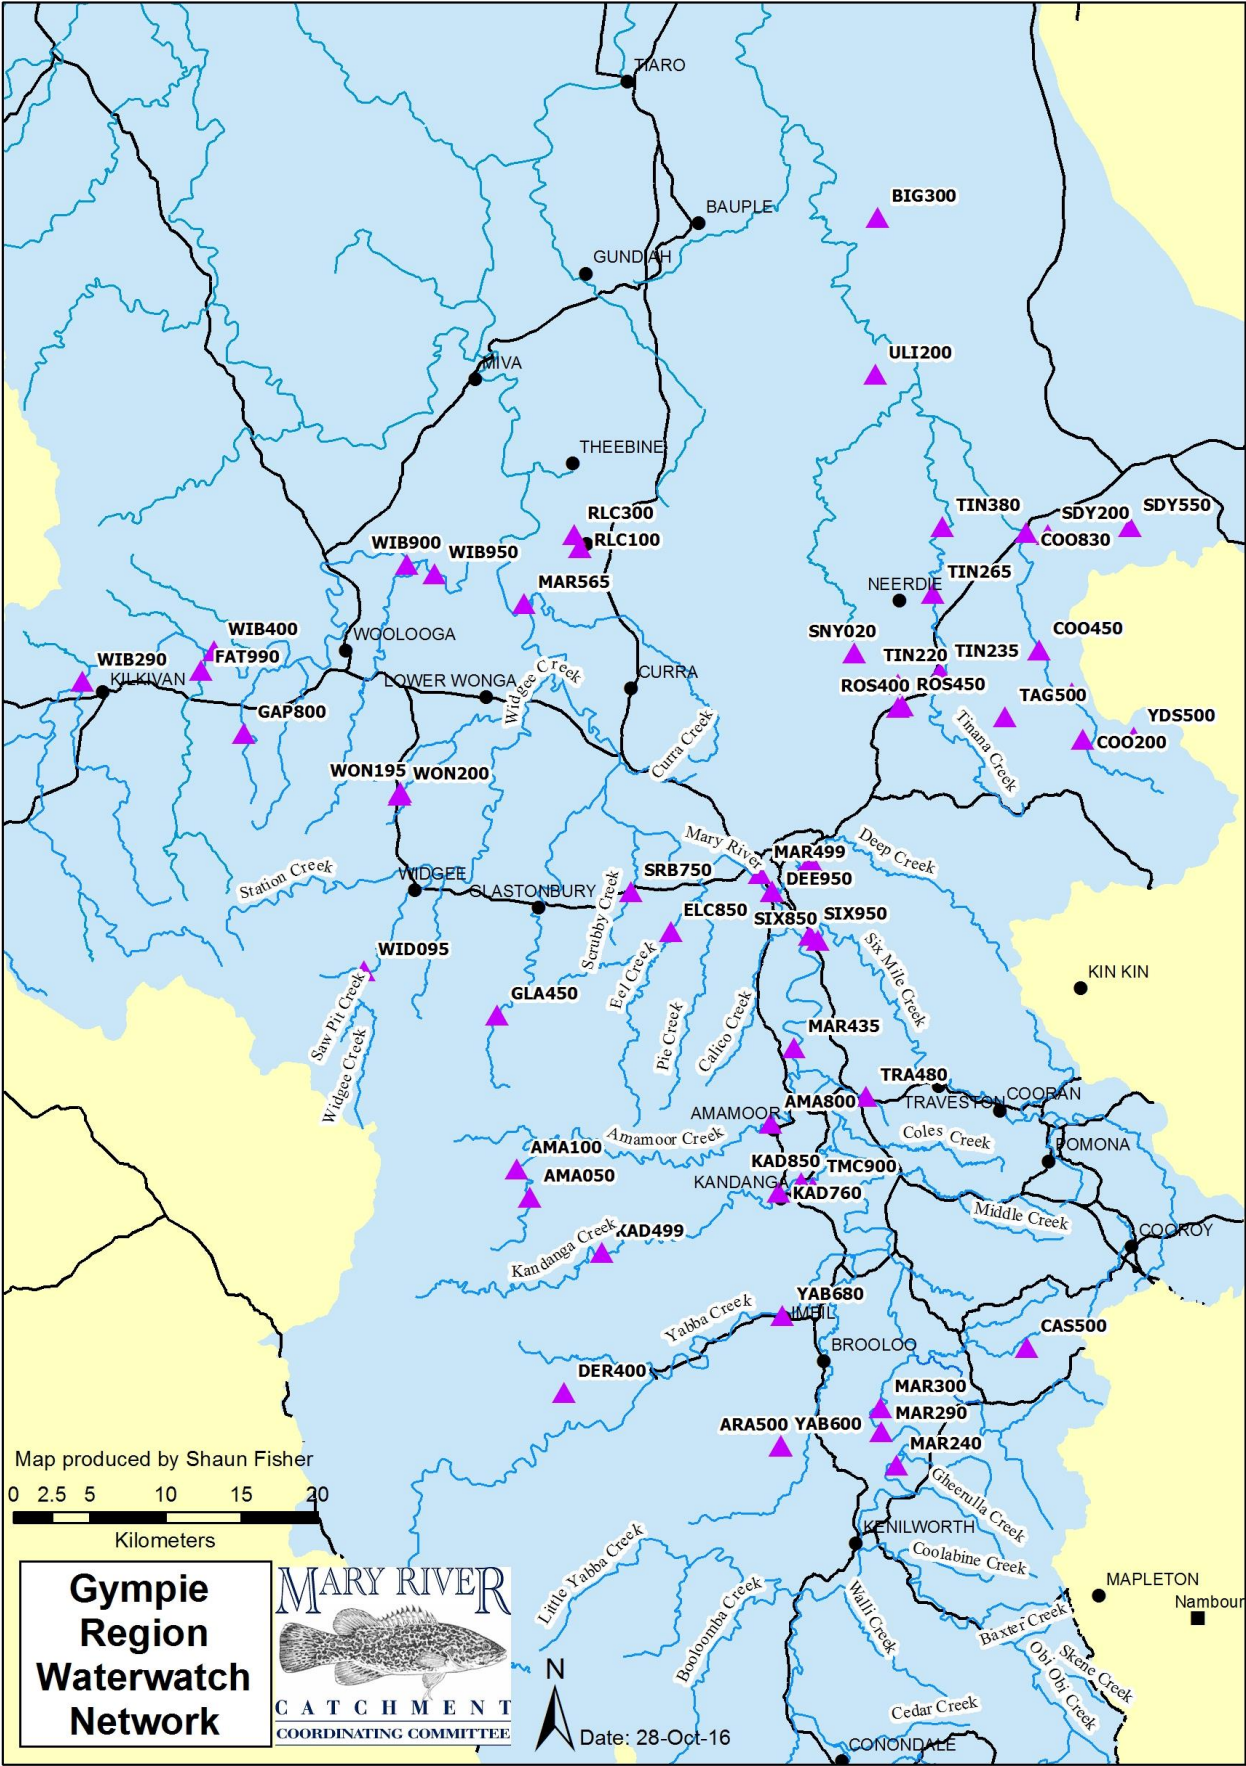 TIARO
BIG300
BAUPLE
GUNDIAH
ULI200
MIVA
THEEBINE
RLC300
TIN380
SDY200
SDY550
RLC100
COO830
WIB900
WIB950
MAR565
TIN265
NEERDIE
WIB400
WOOLOOGA
SNY020
COO450
WIB290
FAT990
TIN220
TIN235
KILKIVAN
LOWER WONGA
Widgee Creek
CURRA
ROS400
ROS450
TAG500
GAP800
Curra Creek
Tinana Creek
YDS500
COO200
WON195
WON200
Mary River
MAR499
Deep Creek
Station Creek
WIDGEE
GLASTONBURY
SRB750
DEE950
Scrubby Creek
ELC850
SIX850
SIX950
WID095
Eel Creek
Six Mile Creek
KIN KIN
Saw Pit Creek
GLA450
Pie Creek
Calico Creek
MAR435
Widgee Creek
TRA480
AMAMOOR
AMA800
TRAVESTON
COORAN
Amamoor Creek
Coles Creek
POMONA
AMA100
KAD850
TMC900
AMA050
KANDANGA
KAD760
Middle Creek
Kandanga Creek
KAD499
COOROY
YAB680
Yabba Creek
IMBIL
CAS500
BROOLOO
DER400
MAR300
MAR290
ARA500
YAB600
MAR240
Map produced by Shaun Fisher
Gheerulla Creek
0 2.5 5 10 15 20
Kilometers
KENILWORTH
Little Yabba Creek
Coolabine Creek
Booloomba Creek
Walli Creek
MAPLETON
Nambour
Baxter Creek
Obi Obi Creek
Skene Creek
Cedar Creek
CONONDALE
Gympie
Region
Waterwatch
Network
MARY RIVER
CATCHMENT
COORDINATING COMMITTEE
N
Date: 28-Oct-16